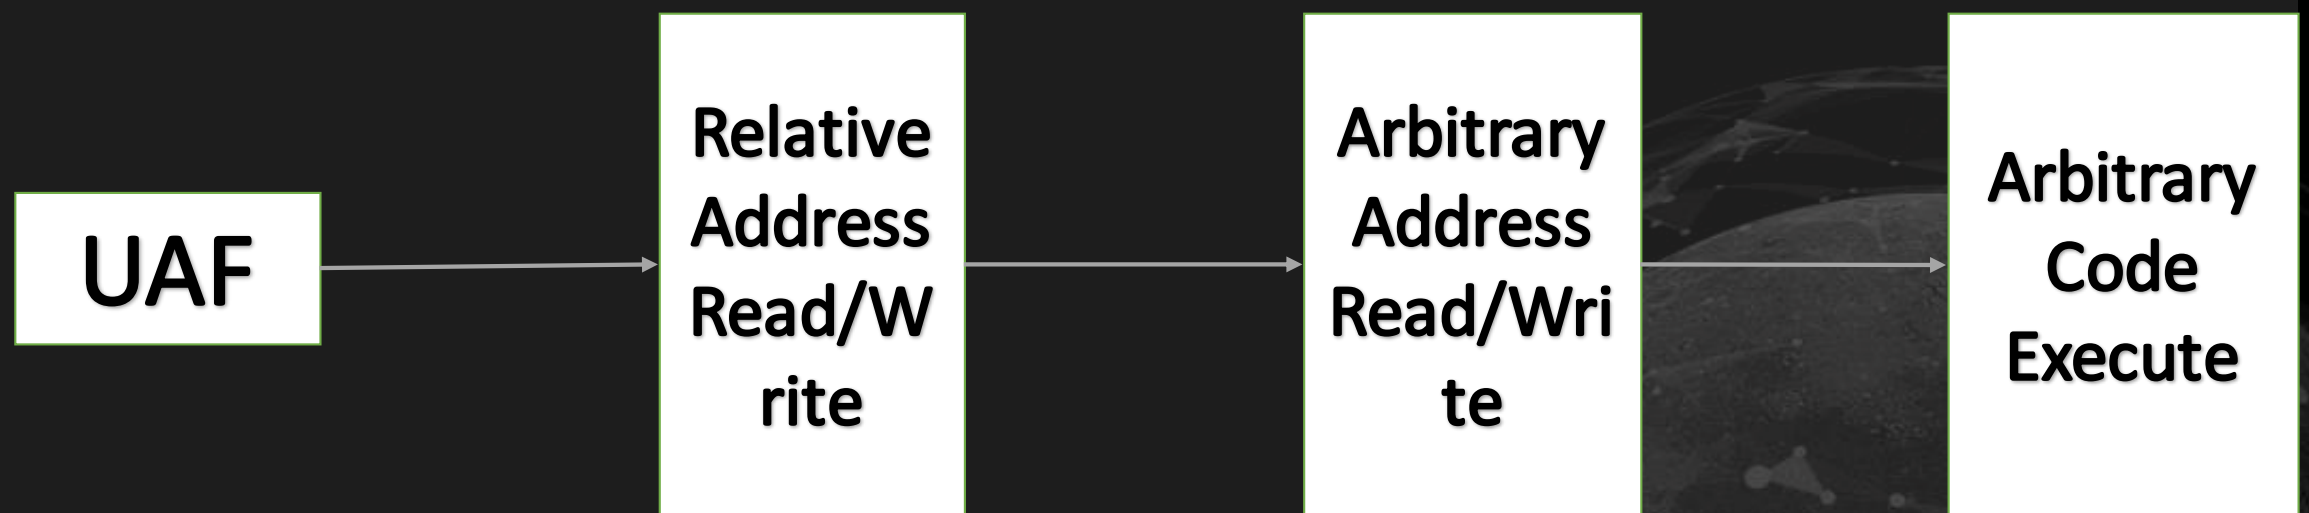 UAF
Relative
Address
Read/W
rite
Arbitrary
Address
Read/Wri
te
Arbitrary
Code
Execute